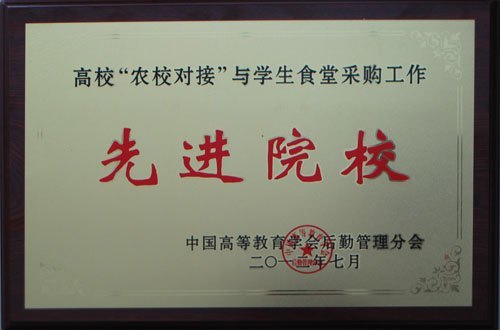 高校“农校对接”与学生食堂采购工作
先进院校
中国高等教育学会后勤管理分会
二〇一二年七月